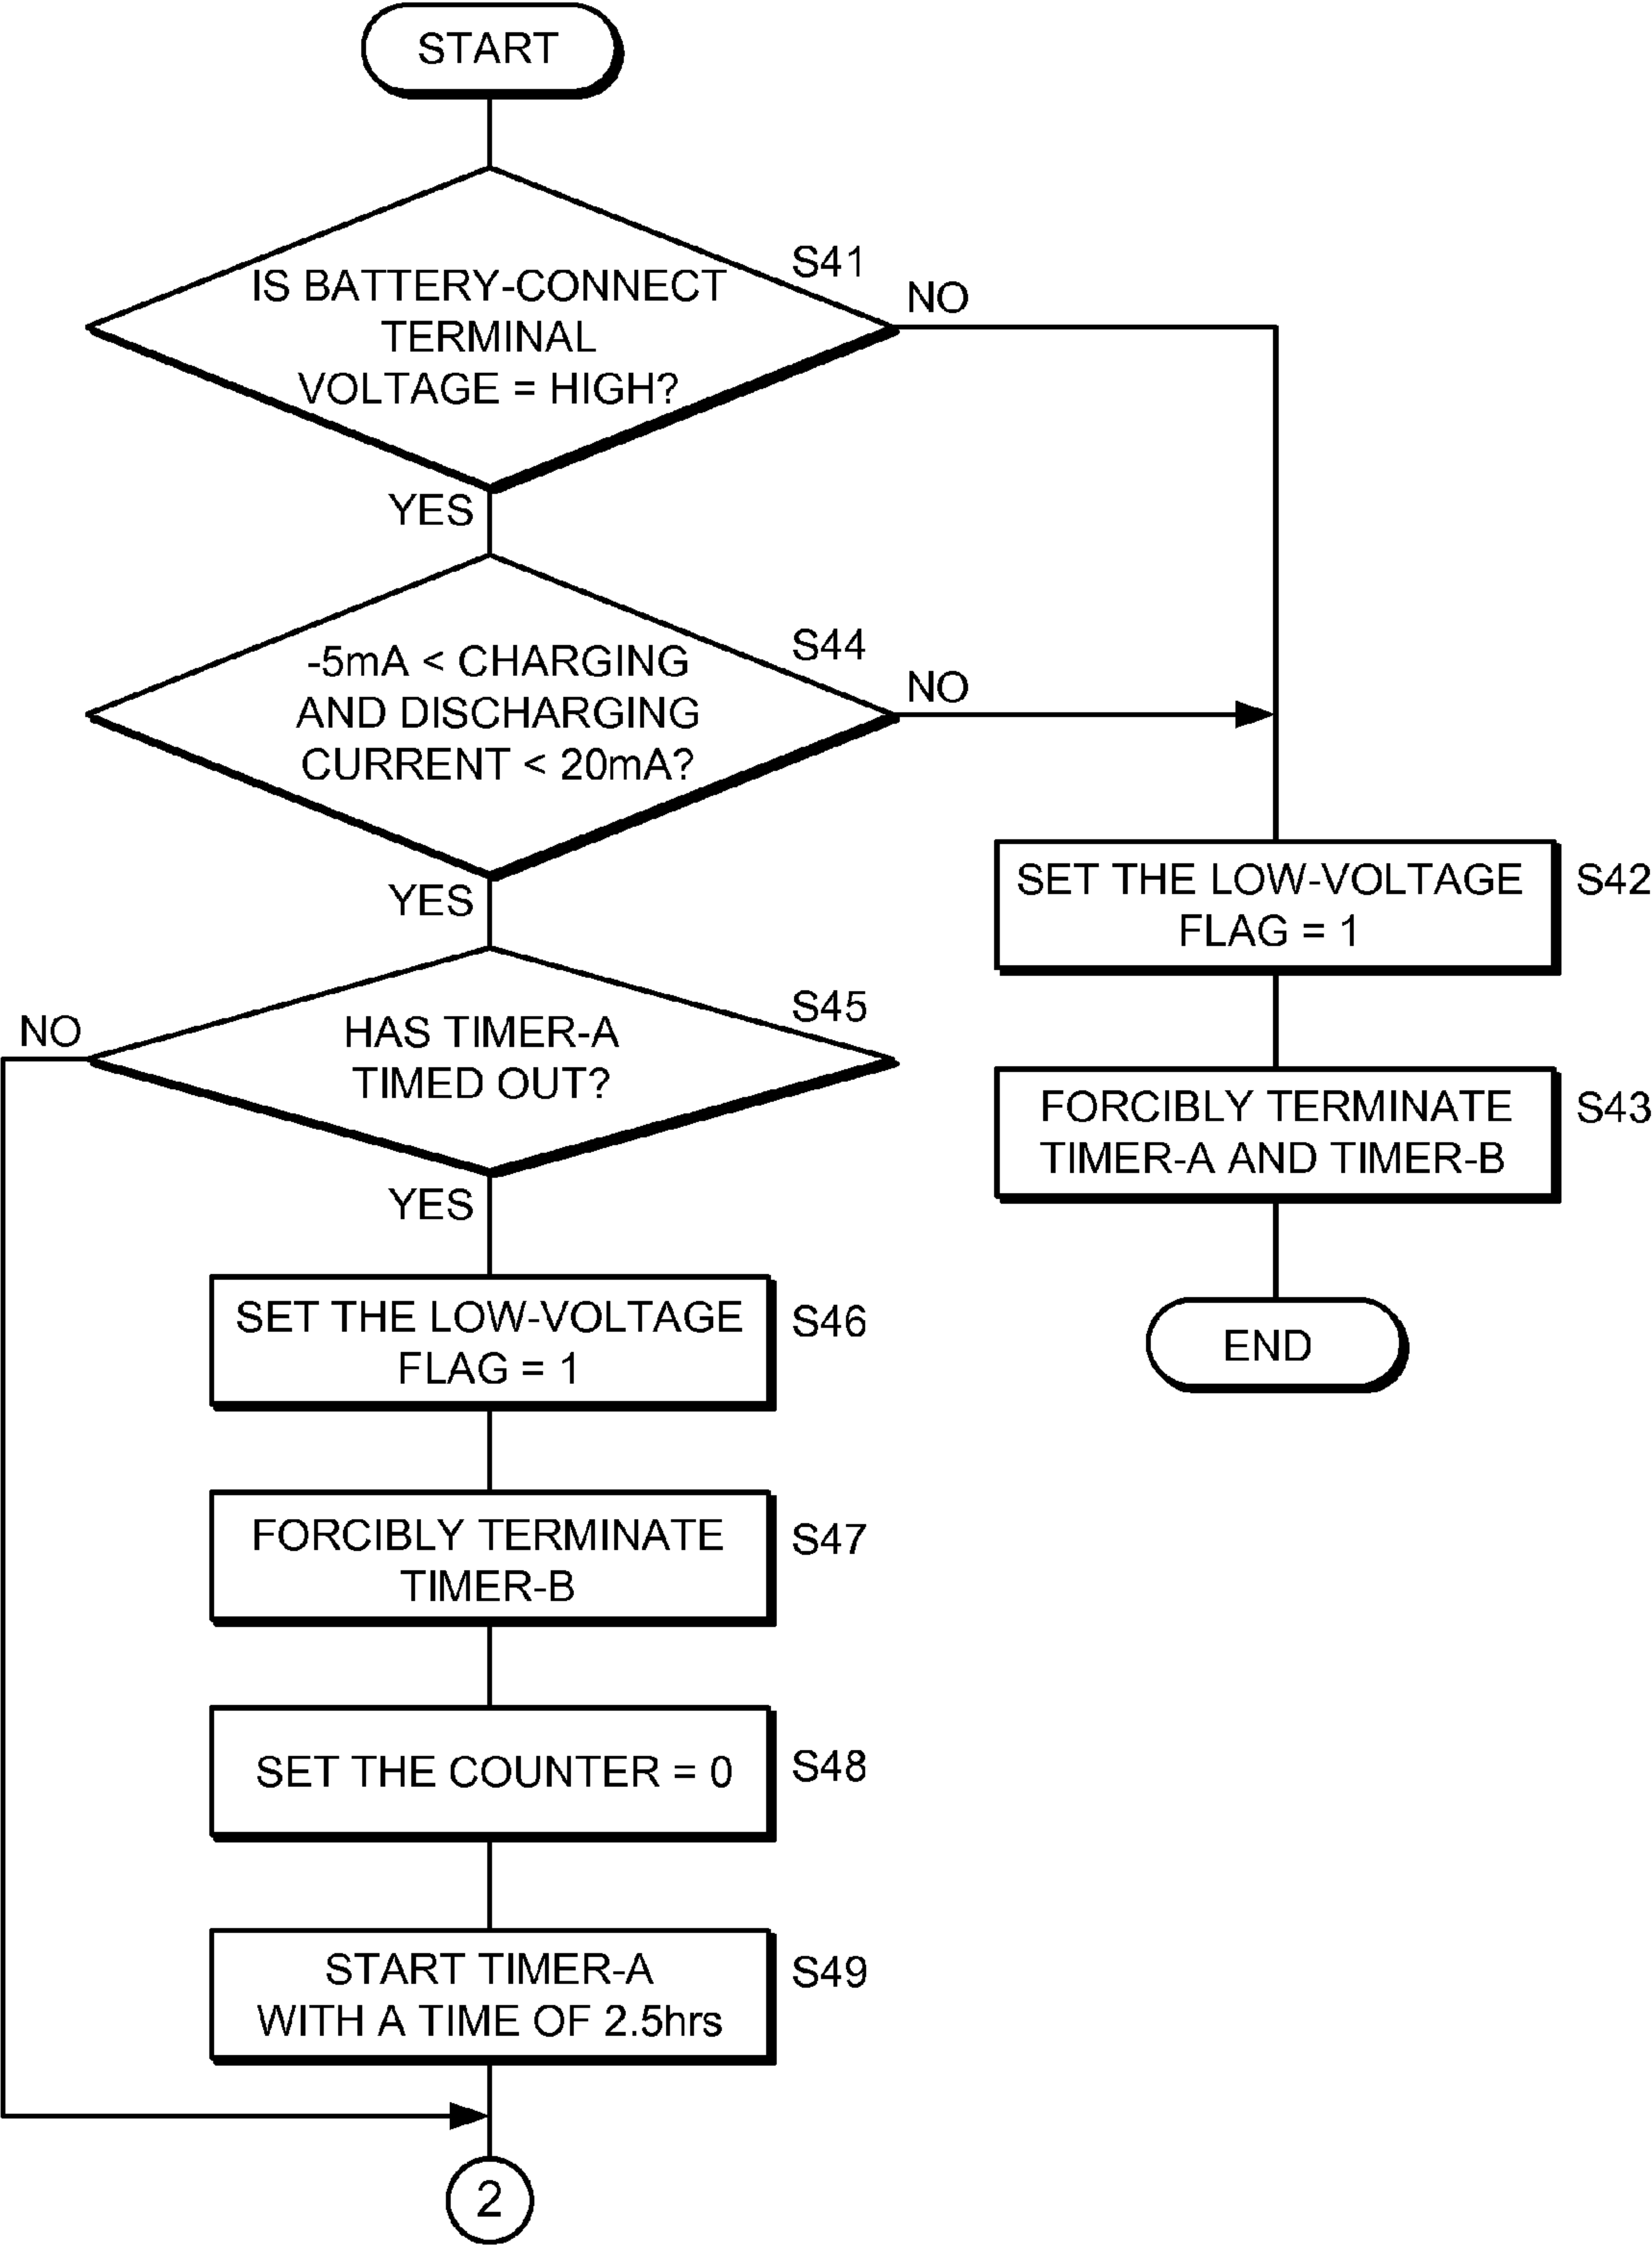 START
S41
IS BATTERY-CONNECT
TERMINAL
VOLTAGE = HIGH?
NO
YES
S44
-5mA < CHARGING
AND DISCHARGING
CURRENT < 20mA?
NO
YES
SET THE LOW-VOLTAGE
FLAG = 1
S42
S45
HAS TIMER-A
TIMED OUT?
NO
YES
FORCIBLY TERMINATE
TIMER-A AND TIMER-B
S43
END
SET THE LOW-VOLTAGE
FLAG = 1
S46
FORCIBLY TERMINATE
TIMER-B
S47
SET THE COUNTER = 0
S48
START TIMER-A
WITH A TIME OF 2.5hrs
S49
2